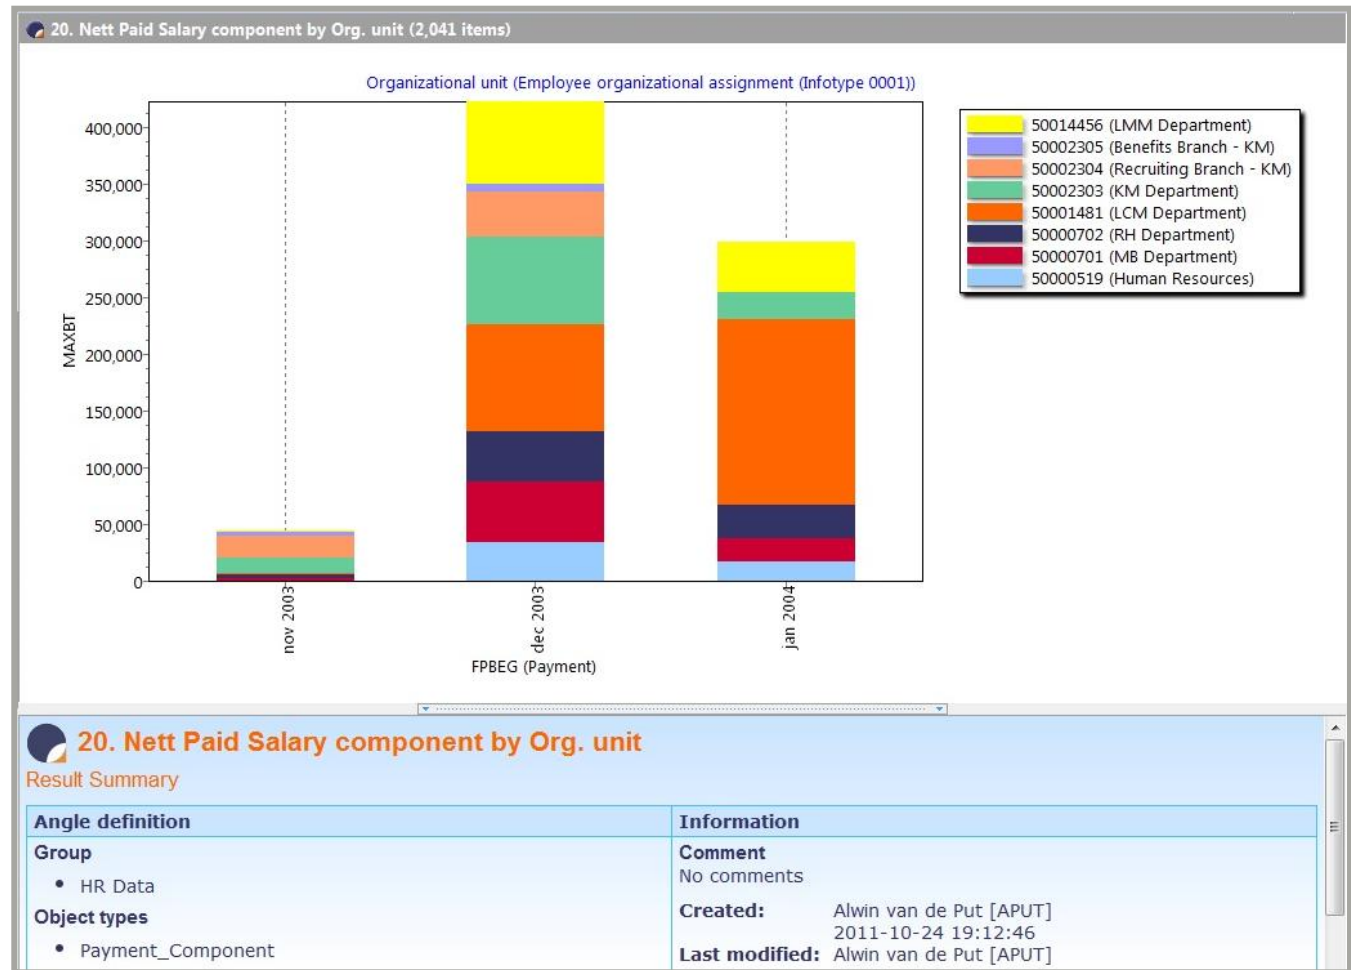 20. Nett Paid Salary component by Org. unit (2,041 items)
Organizational unit (Employee organizational assignment (Infotype 0001))
400,000
350,000
300,000
250,000
200,000
150,000
100,000
50,000
0
MAXBT
nov 2003
dec 2003
jan 2004
FPBEG (Payment)
50014456 (LMM Department)
50002305 (Benefits Branch - KM)
50002304 (Recruiting Branch - KM)
50002303 (KM Department)
50001481 (LCM Department)
50000702 (RH Department)
50000701 (MB Department)
50000519 (Human Resources)
20. Nett Paid Salary component by Org. unit
Result Summary
Angle definition
Group
• HR Data
Object types
• Payment_Component
Information
Comment
No comments
Created: Alwin van de Put [APUT]
2011-10-24 19:12:46
Last modified: Alwin van de Put [APUT]